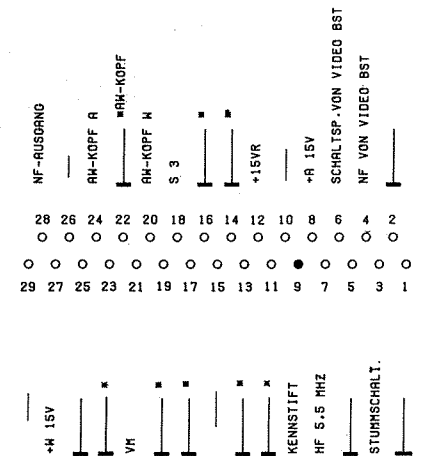 NF-AUSGANG
AW-KOPF A
*AW-KOPF
AW-KOPF W
S 3
*
*
+15VR
+A 15V
SCHALTSP.VON VIDEO BST
NF VON VIDEO BST
28 26 24 22 20 18 16 14 12 10 8 6 4 2
29 27 25 23 21 19 17 15 13 11 9 7 5 3 1
+W 15V
*
VM
*
*
*
*
KENNSTIFT
HF 5.5 MHZ
STUMMSCHALT.